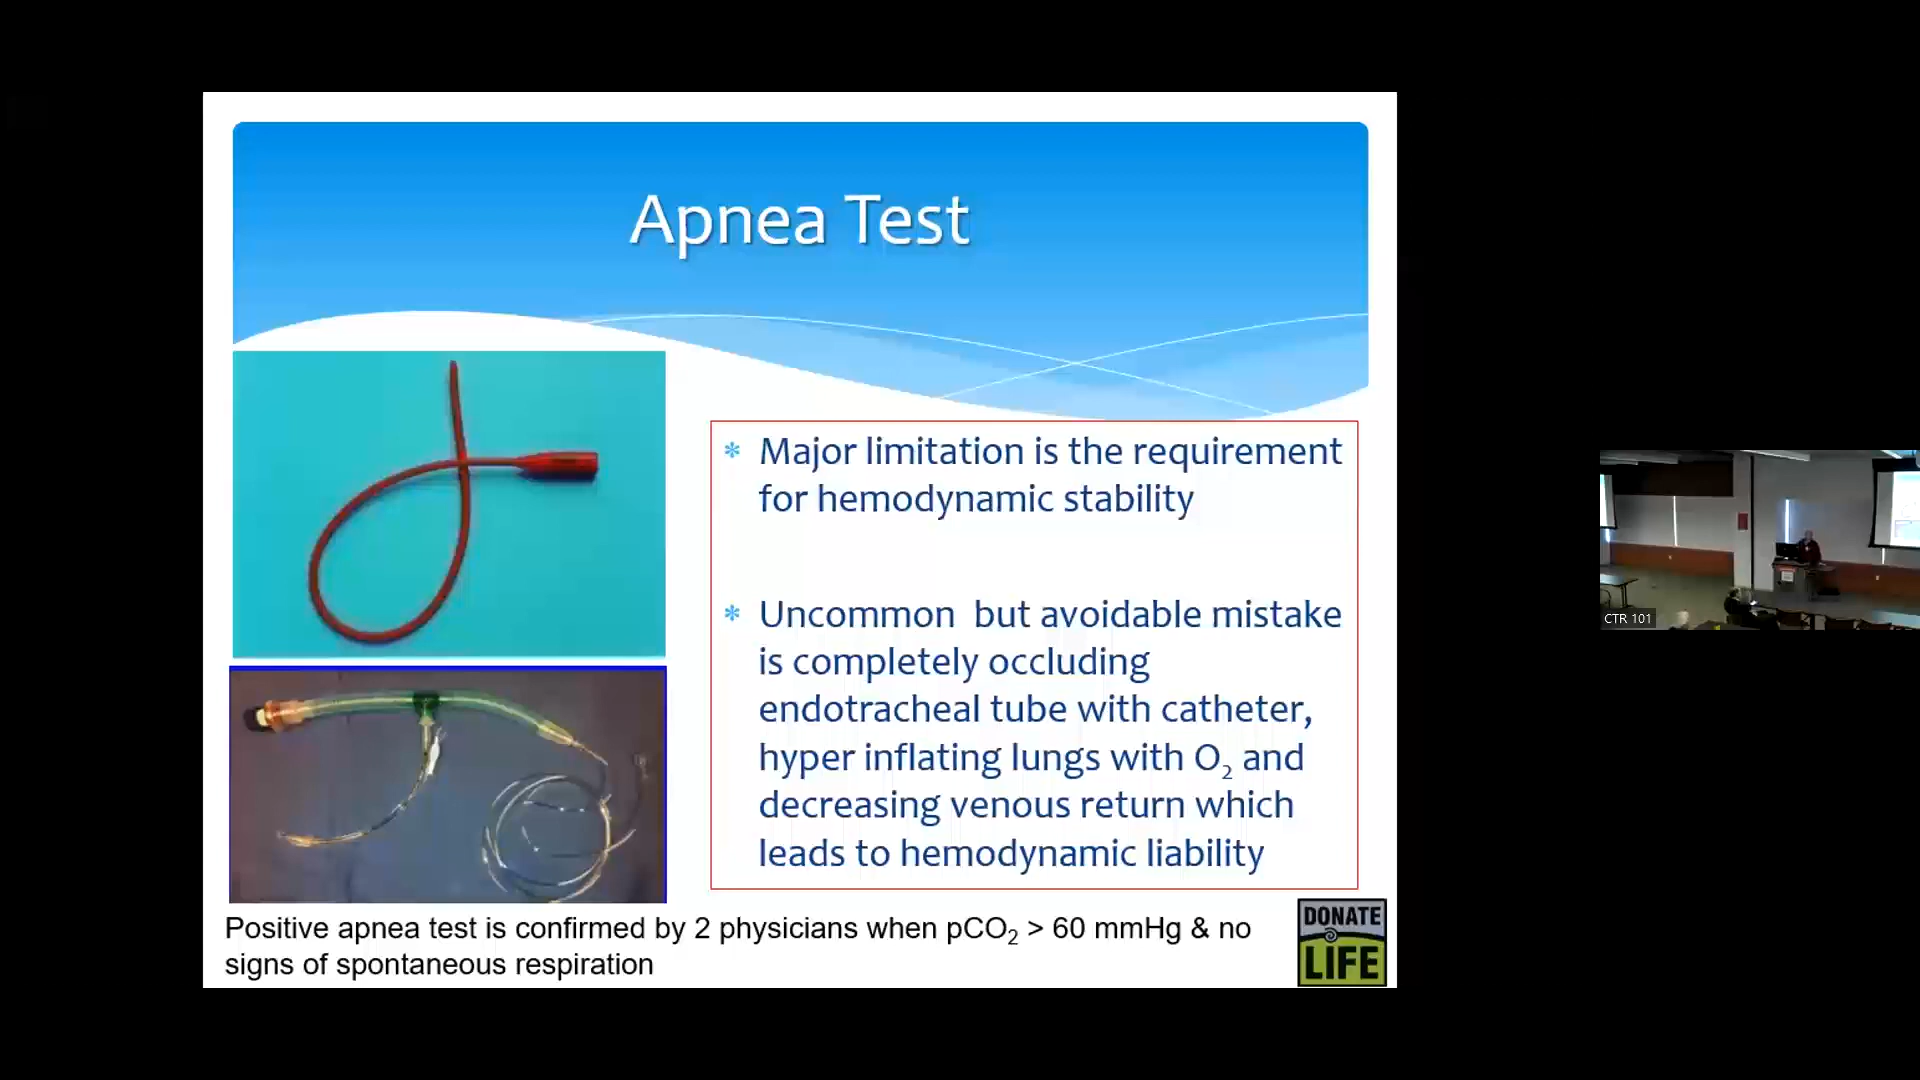 Apnea Test
* Major limitation is the requirement
for hemodynamic stability
* Uncommon  but avoidable mistake
is completely occluding
endotracheal tube with catheter,
hyper inflating lungs with O₂ and
decreasing venous return which
leads to hemodynamic liability
Positive apnea test is confirmed by 2 physicians when pCO₂ > 60 mmHg & no
signs of spontaneous respiration
DONATE
LIFE
CTR 101